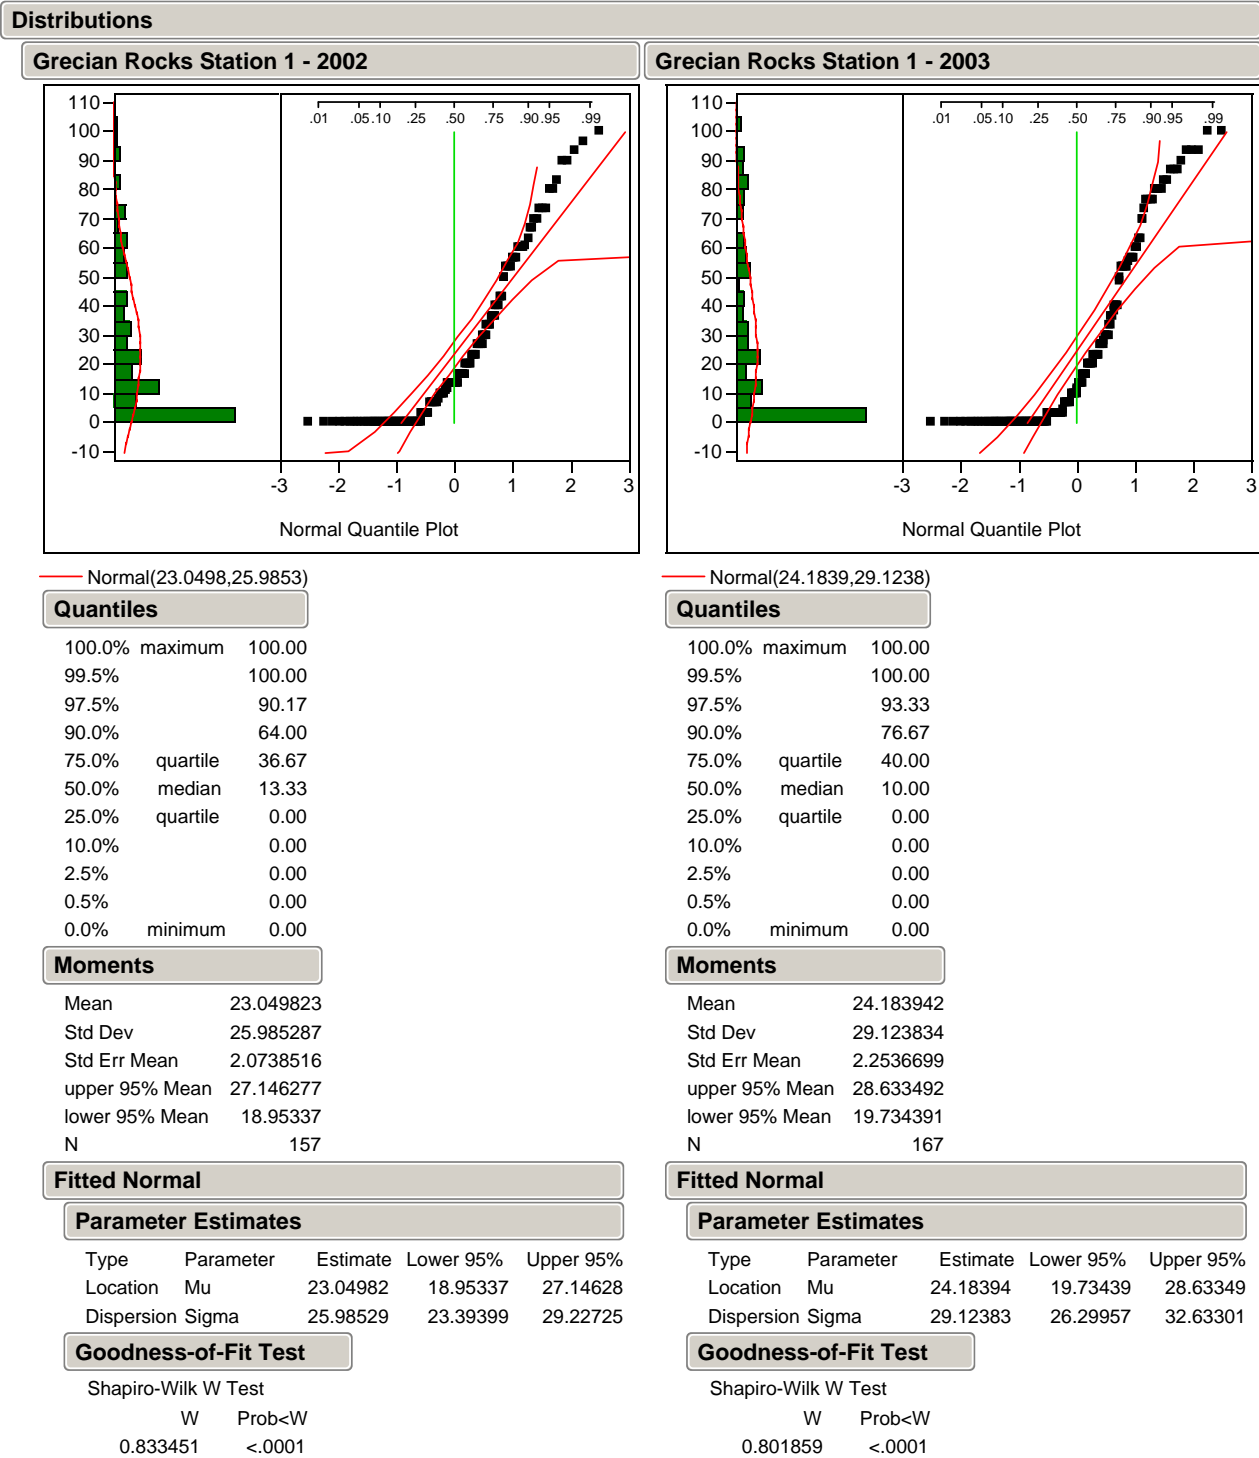 Distributions
Grecian Rocks Station 1 - 2002
110
100
90
80
70
60
50
40
30
20
10
0
-10
.01 .05 .10 .25 .50 .75 .90 .95 .99
-3 -2 -1 0 1 2 3
Normal Quantile Plot
Normal(23.0498,25.9853)
Quantiles
100.0% maximum 100.00
99.5% 100.00
97.5% 90.17
90.0% 64.00
75.0% quartile 36.67
50.0% median 13.33
25.0% quartile 0.00
10.0% 0.00
2.5% 0.00
0.5% 0.00
0.0% minimum 0.00
Moments
Mean 23.049823
Std Dev 25.985287
Std Err Mean 2.0738516
upper 95% Mean 27.146277
lower 95% Mean 18.95337
N 157
Fitted Normal
Parameter Estimates
Type Parameter Estimate Lower 95% Upper 95%
Location Mu 23.04982 18.95337 27.14628
Dispersion Sigma 25.98529 23.39399 29.22725
Goodness-of-Fit Test
Shapiro-Wilk W Test
W Prob<W
0.833451 <.0001
Grecian Rocks Station 1 - 2003
110
100
90
80
70
60
50
40
30
20
10
0
-10
.01 .05 .10 .25 .50 .75 .90 .95 .99
-3 -2 -1 0 1 2 3
Normal Quantile Plot
Normal(24.1839,29.1238)
Quantiles
100.0% maximum 100.00
99.5% 100.00
97.5% 93.33
90.0% 76.67
75.0% quartile 40.00
50.0% median 10.00
25.0% quartile 0.00
10.0% 0.00
2.5% 0.00
0.5% 0.00
0.0% minimum 0.00
Moments
Mean 24.183942
Std Dev 29.123834
Std Err Mean 2.2536699
upper 95% Mean 28.633492
lower 95% Mean 19.734391
N 167
Fitted Normal
Parameter Estimates
Type Parameter Estimate Lower 95% Upper 95%
Location Mu 24.18394 19.73439 28.63349
Dispersion Sigma 29.12383 26.29957 32.63301
Goodness-of-Fit Test
Shapiro-Wilk W Test
W Prob<W
0.801859 <.0001